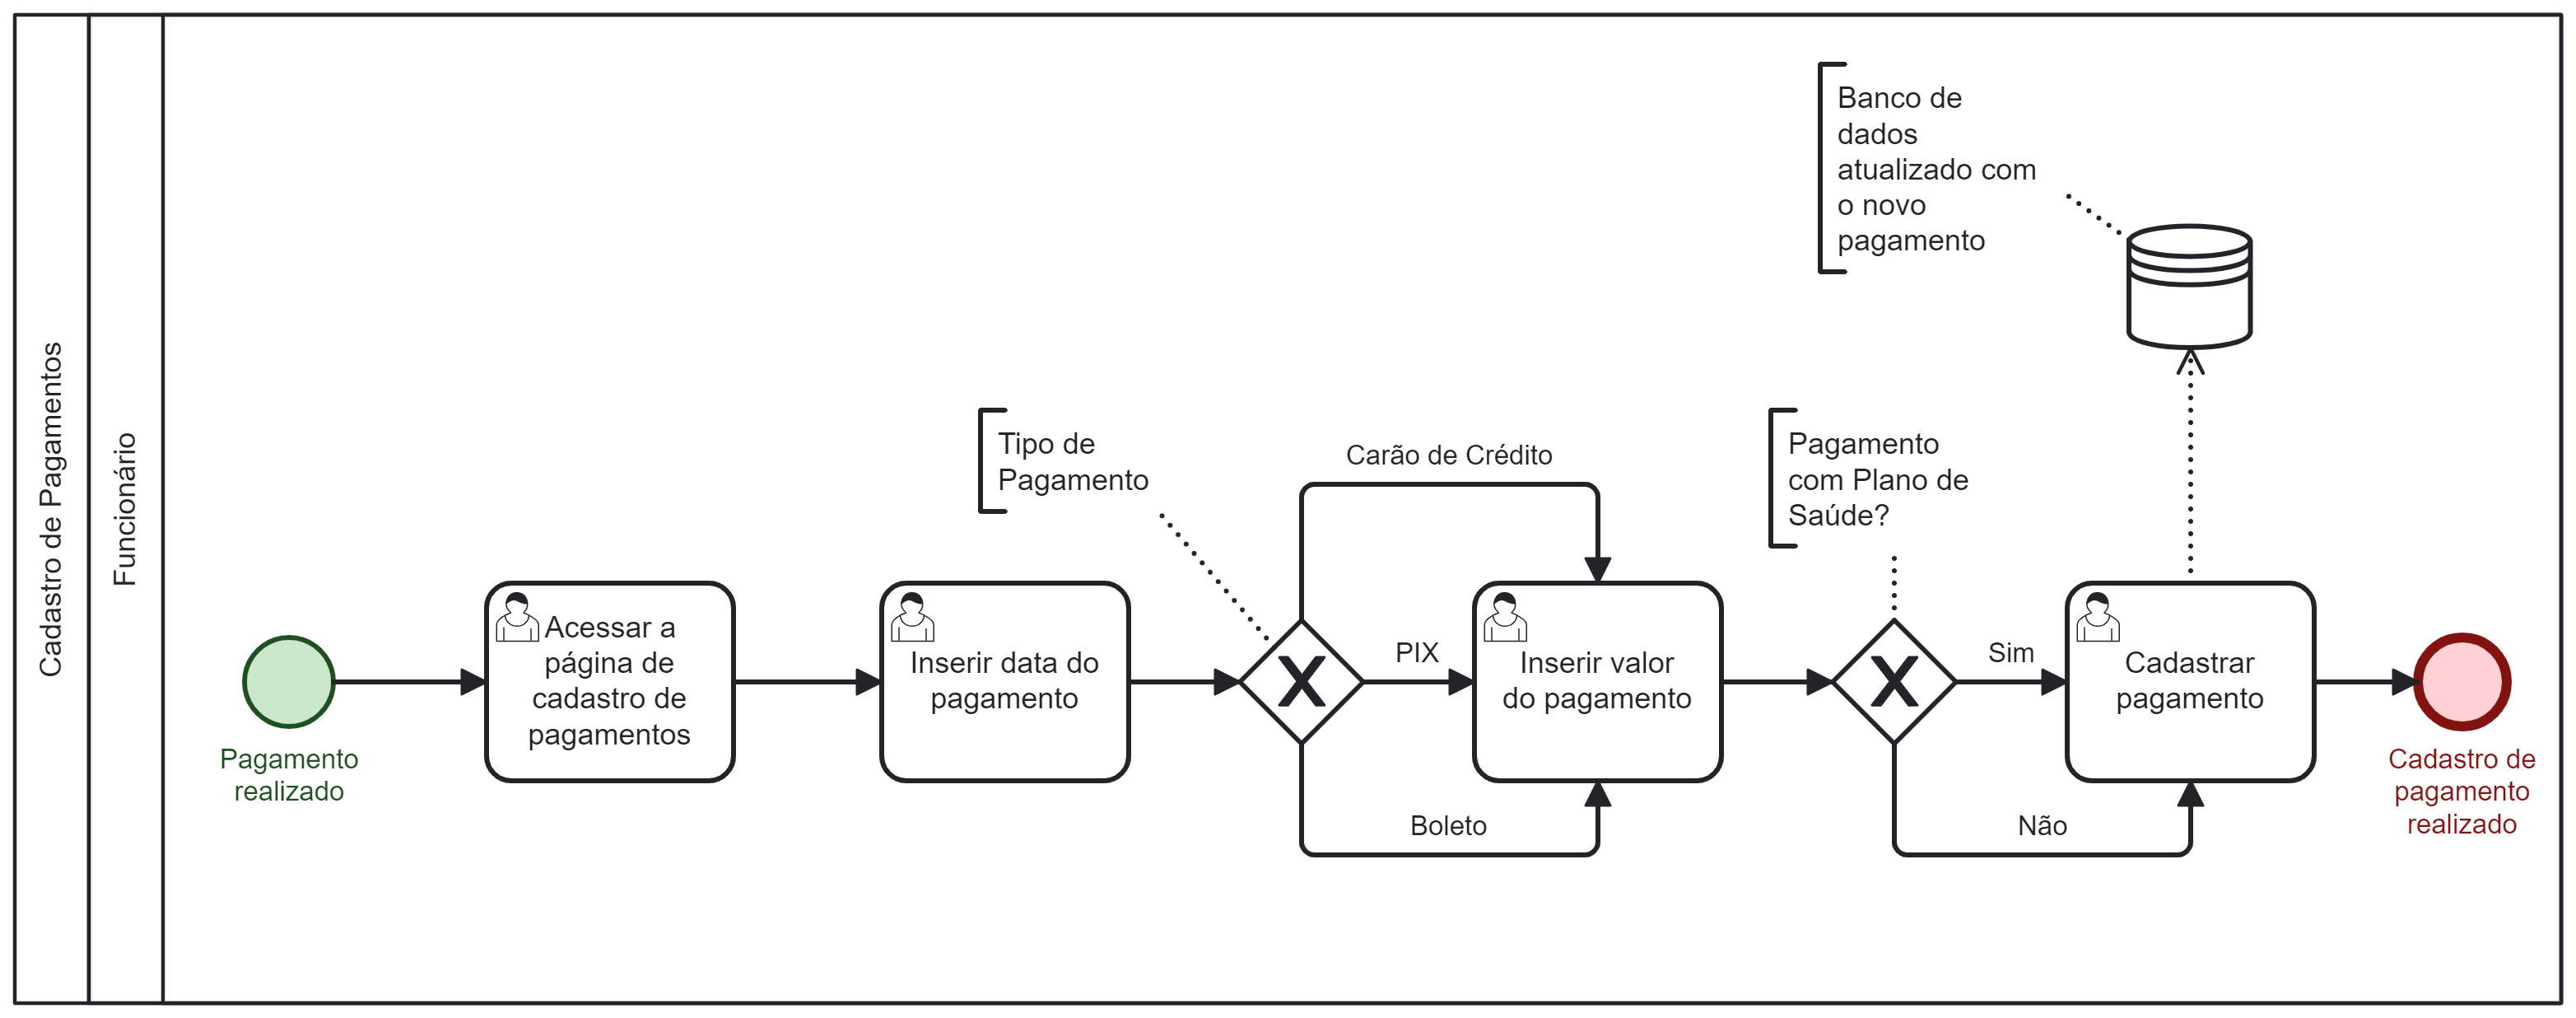 Cadastro de Pagamentos
Funcionário
Pagamento
realizado
Acessar a
página de
cadastro de
pagamentos
Inserir data do
pagamento
Tipo de
Pagamento
Carão de Crédito
PIX
Boleto
Inserir valor
do pagamento
Pagamento
com Plano de
Saúde?
Sim
Não
Cadastrar
pagamento
Banco de
dados
atualizado com
o novo
pagamento
Cadastro de
pagamento
realizado